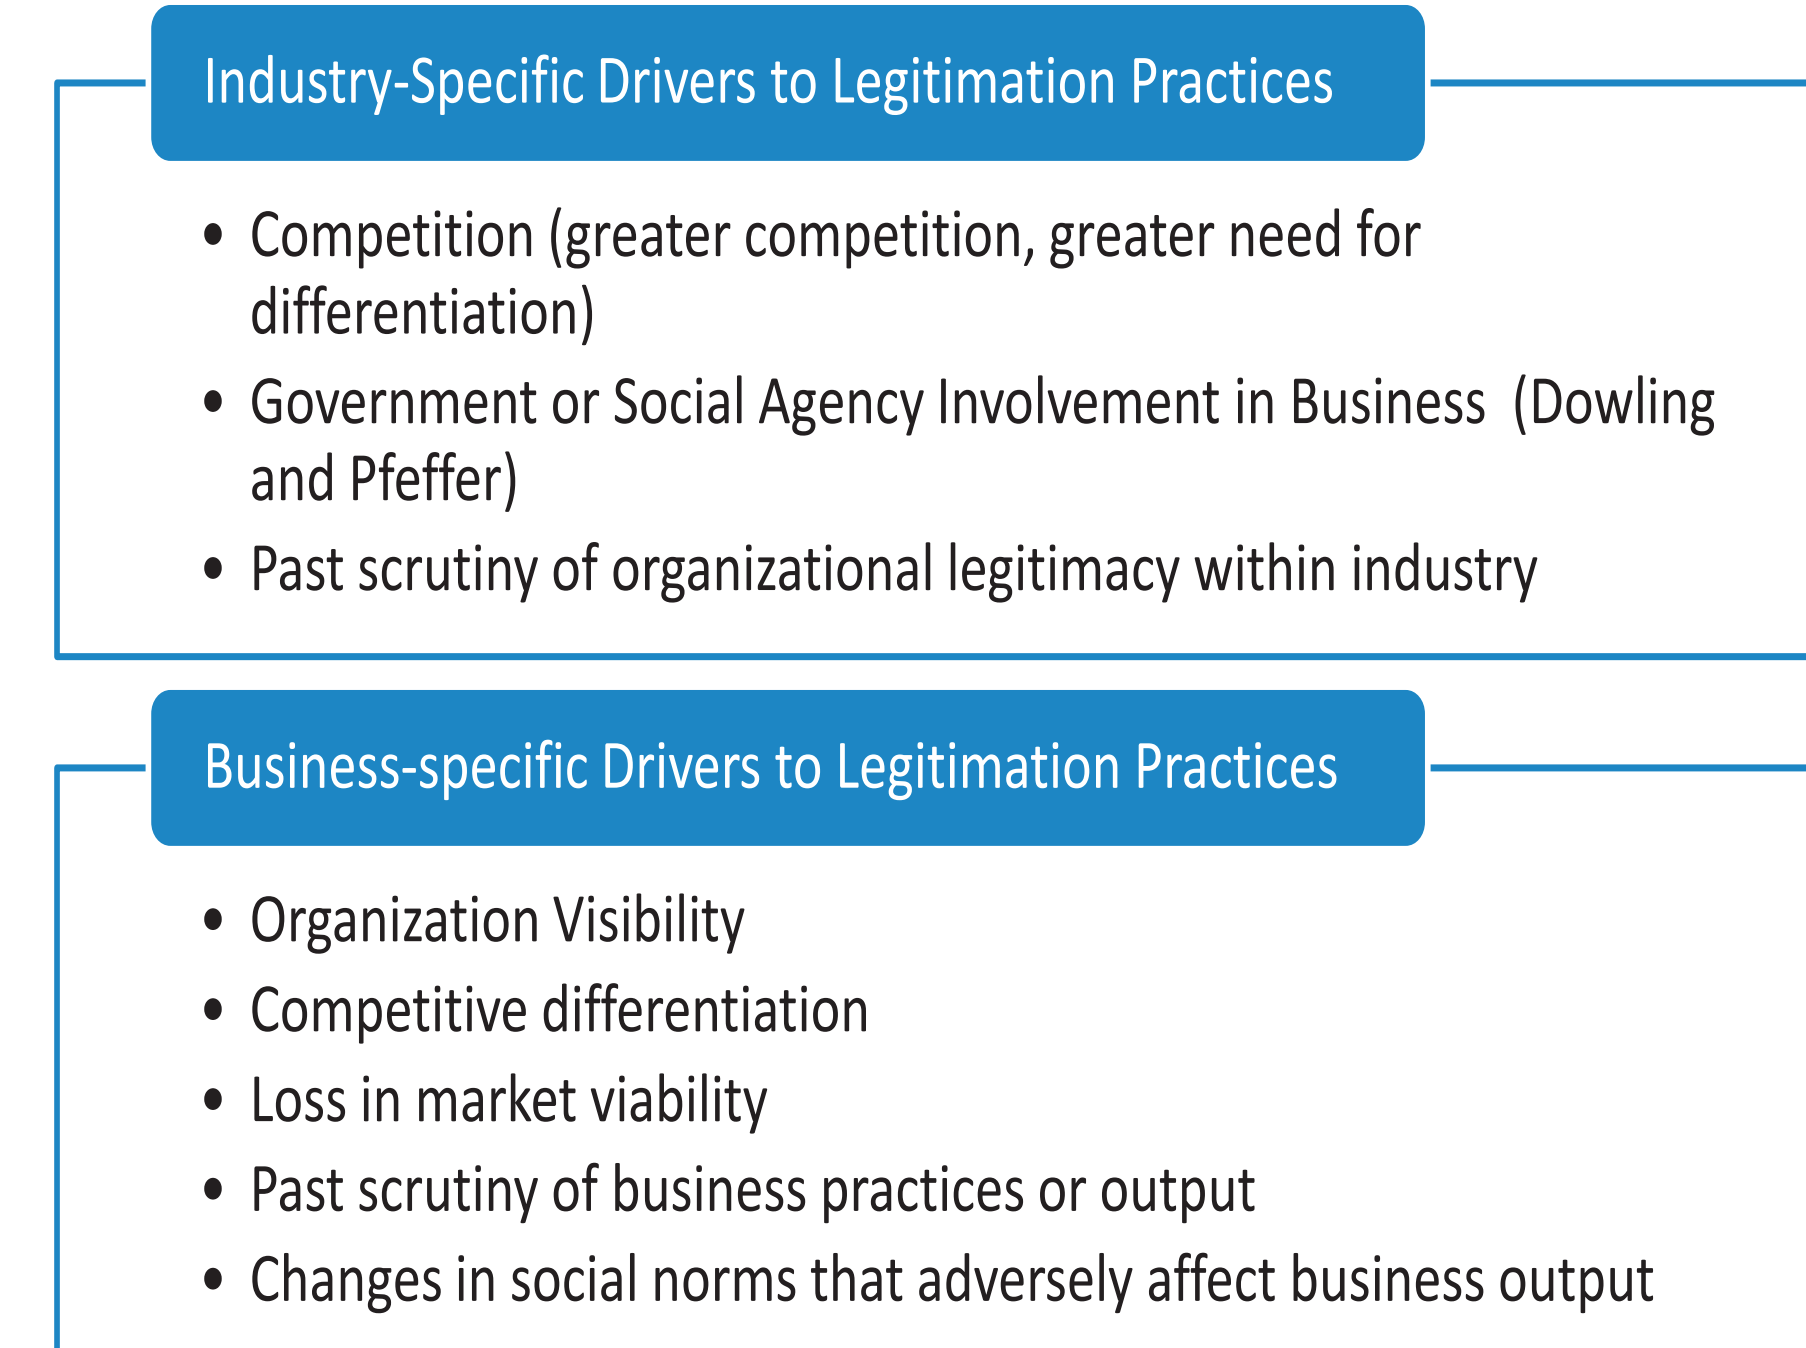 Industry-Specific Drivers to Legitimation Practices
• Competition (greater competition, greater need for
differentiation)
• Government or Social Agency Involvement in Business (Dowling
and Pfeffer)
• Past scrutiny of organizational legitimacy within industry
Business-specific Drivers to Legitimation Practices
• Organization Visibility
• Competitive differentiation
• Loss in market viability
• Past scrutiny of business practices or output
• Changes in social norms that adversely affect business output